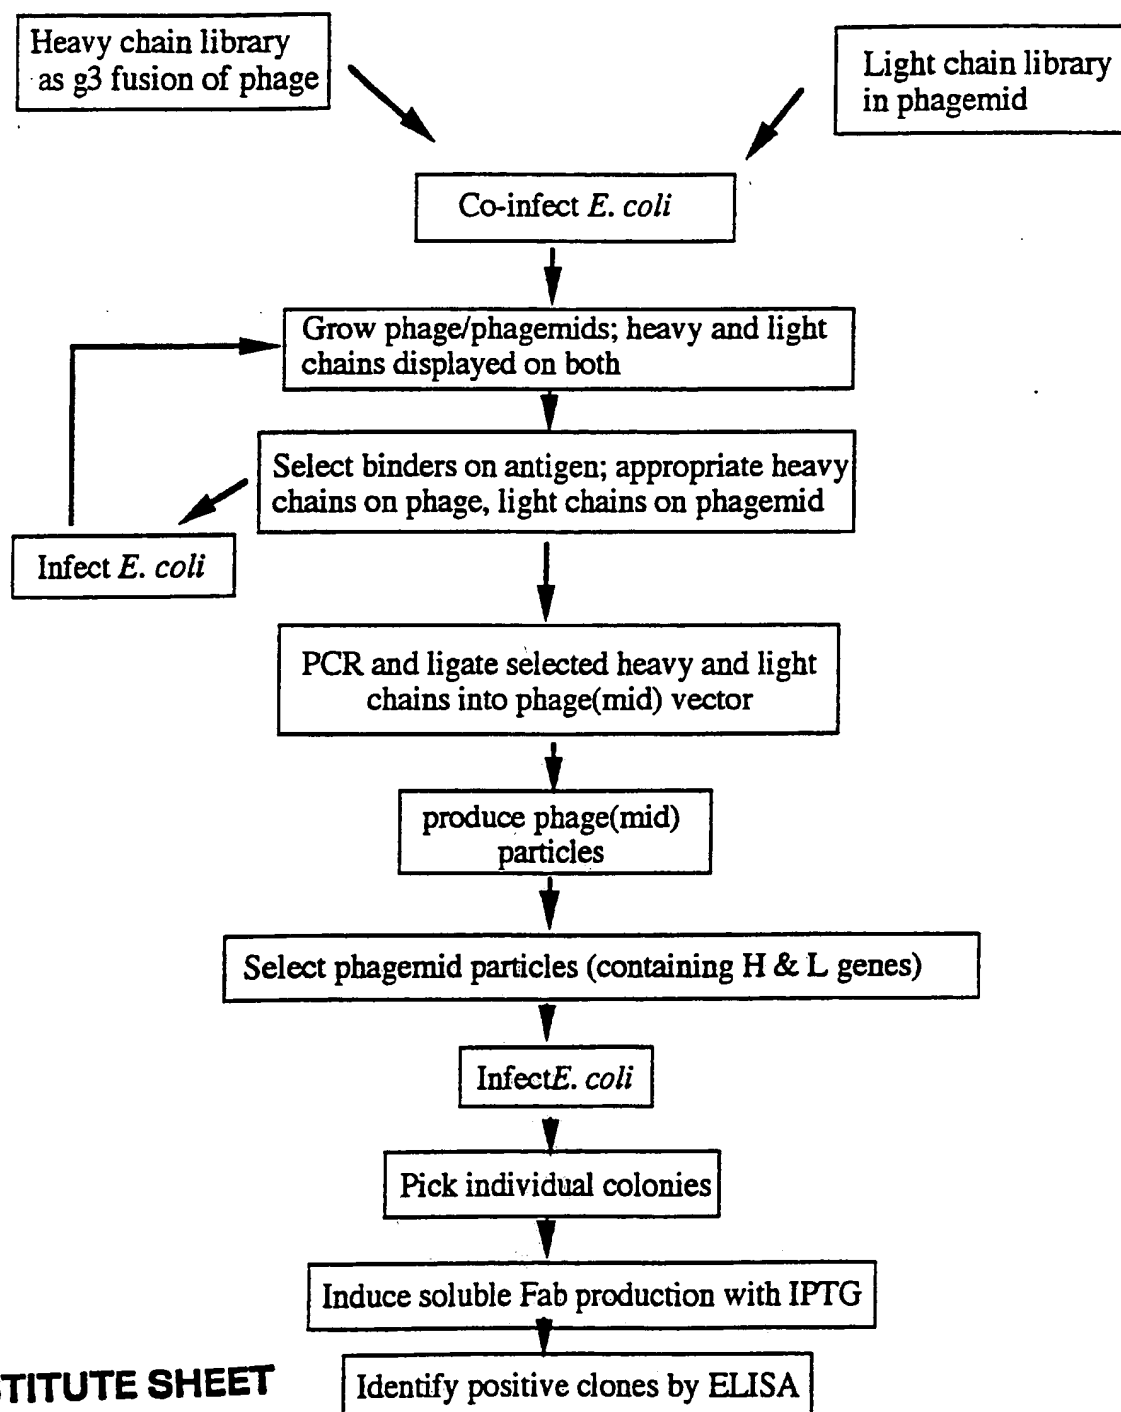 Heavy chain library
as g3 fusion of phage
Light chain library
in phagemid
Co-infect E. coli
Grow phage/phagemids; heavy and light
chains displayed on both
Select binders on antigen; appropriate heavy
chains on phage, light chains on phagemid
Infect E. coli
PCR and ligate selected heavy and light
chains into phage(mid) vector
produce phage(mid)
particles
Select phagemid particles (containing H & L genes)
InfectE. coli
Pick individual colonies
Induce soluble Fab production with IPTG
Identify positive clones by ELISA
STITUTE SHEET